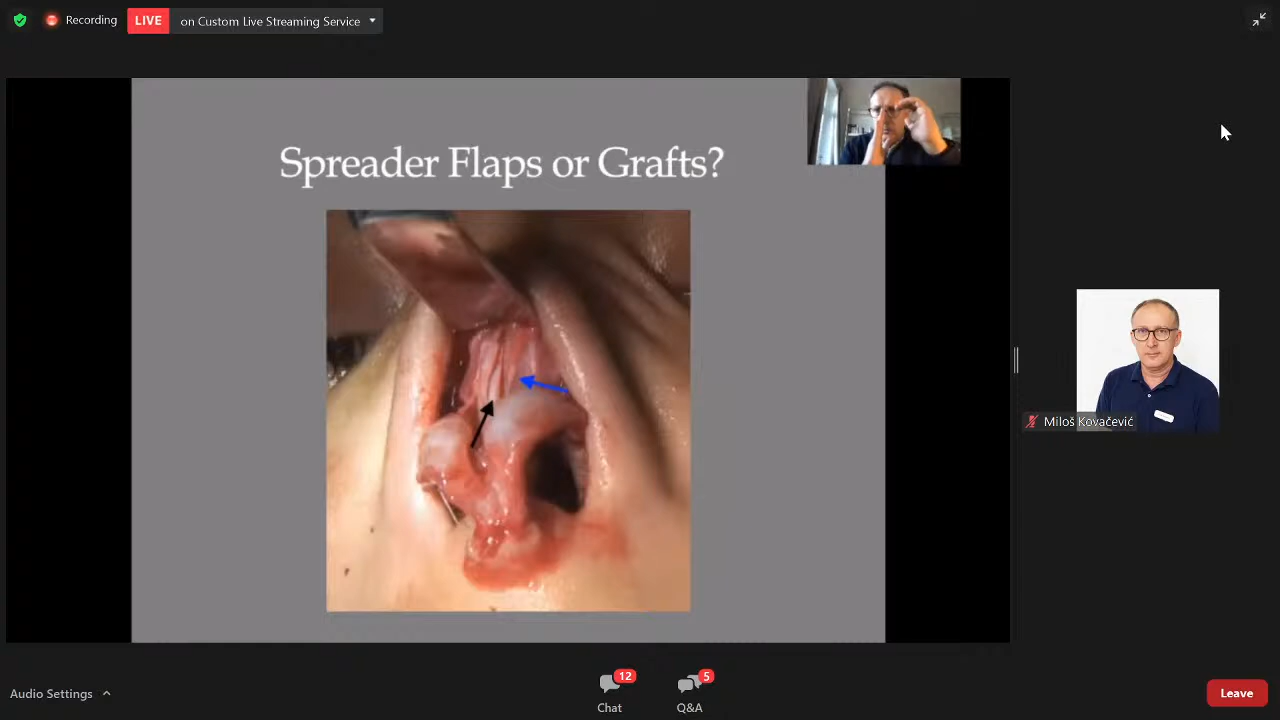 Recording
LIVE
on Custom Live Streaming Service
Spreader Flaps or Grafts?
Miloš Kovačević
Audio Settings
12
Chat
5
Q&A
Leave